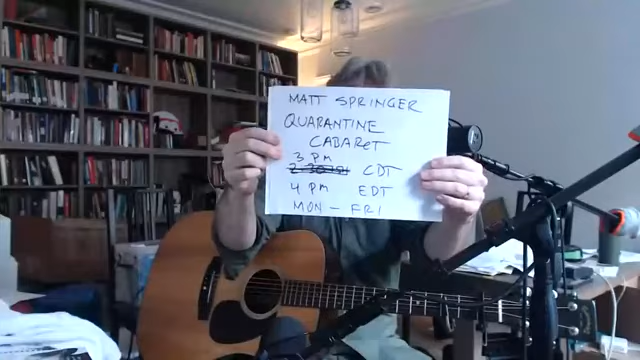 MATT SPRINGER
QUARANTINE
CABARET
3 PM
CDT
4 PM EDT
MON - FRI